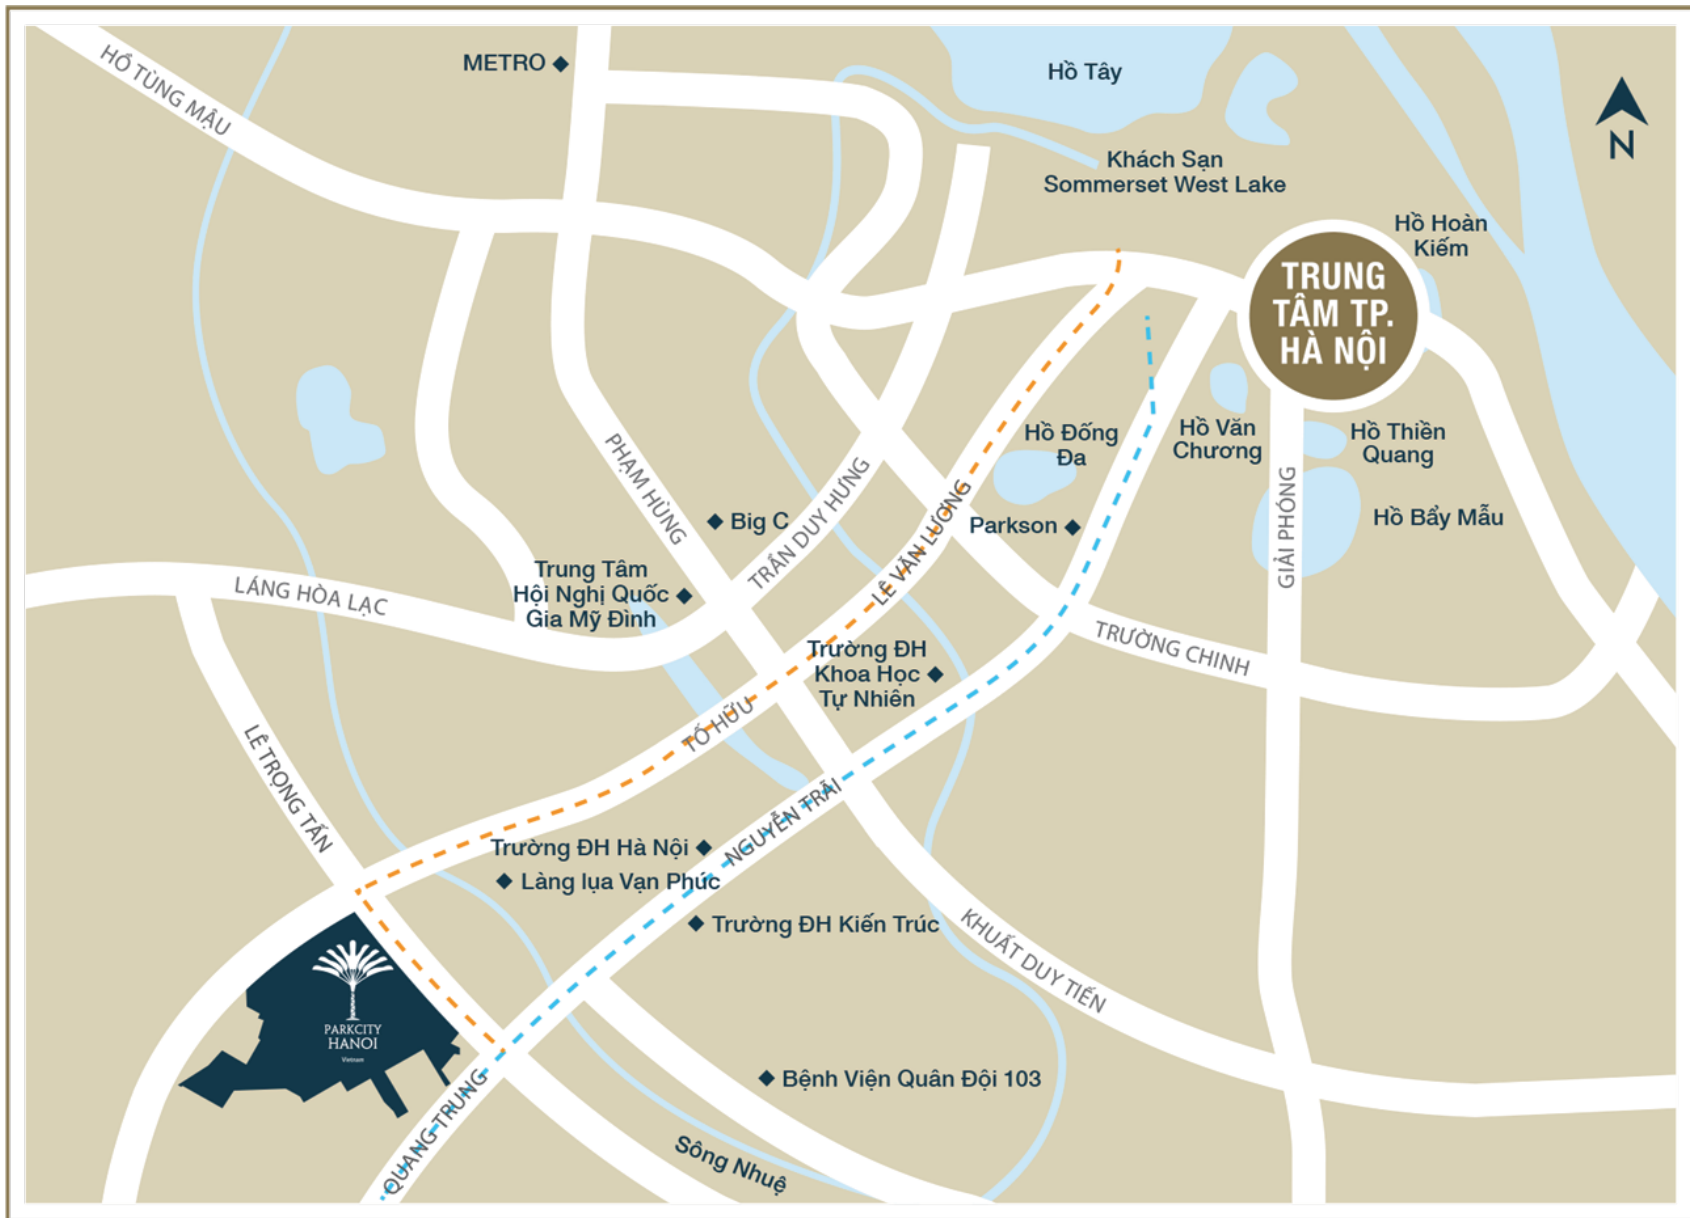 HỒ TÙNG MẬU
METRO
Hồ Tây
N
Khách Sạn
Sommerset West Lake
Hồ Hoàn
Kiếm
TRUNG
TÂM TP.
HÀ NỘI
PHẠM HÙNG
Big C
TRẦN DUY HƯNG
LÊ VĂN LƯƠNG
Hồ Đống
Đa
Parkson
Hồ Văn
Chương
Hồ Thiền
Quang
GIẢI PHÓNG
Hồ Bẩy Mẫu
LÁNG HÒA LẠC
Trung Tâm
Hội Nghị Quốc
Gia Mỹ Đình
Trường ĐH
Khoa Học
Tự Nhiên
TRƯỜNG CHINH
TỐ HỮU
LÊ TRỌNG TẤN
NGUYỄN TRÃI
Trường ĐH Hà Nội
Làng lụa Vạn Phúc
Trường ĐH Kiến Trúc
KHUẤT DUY TIẾN
PARKCITY
HANOI
Vietnam
Bệnh Viện Quân Đội 103
QUANG TRUNG
Sông Nhuệ